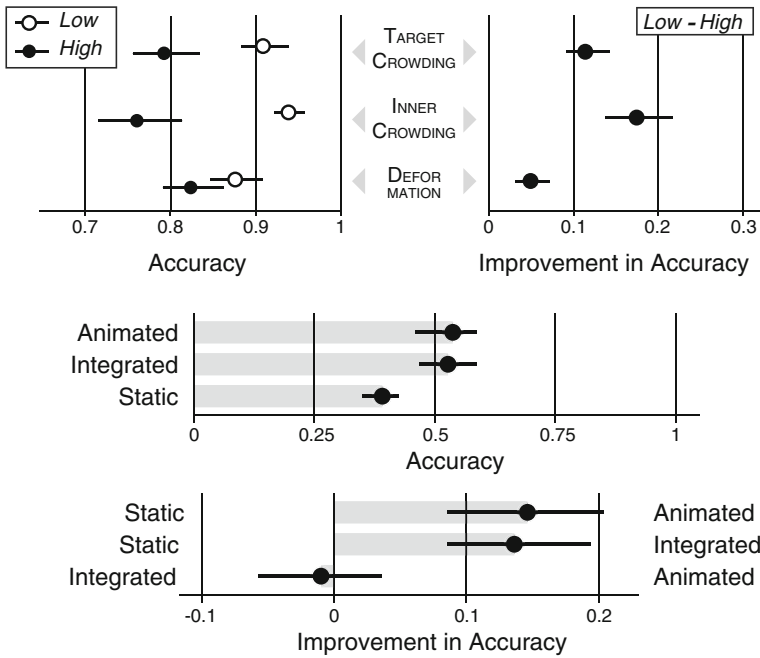 Low
High
Low - High
TARGET
CROWDING
INNER
CROWDING
DEFOR
MATION
0.7 0.8 0.9 1
0 0.1 0.2 0.3
Accuracy
Improvement in Accuracy
Animated
Integrated
Static
0 0.25 0.5 0.75 1
Accuracy
Static Animated
Static Integrated
Integrated Animated
-0.1 0 0.1 0.2
Improvement in Accuracy